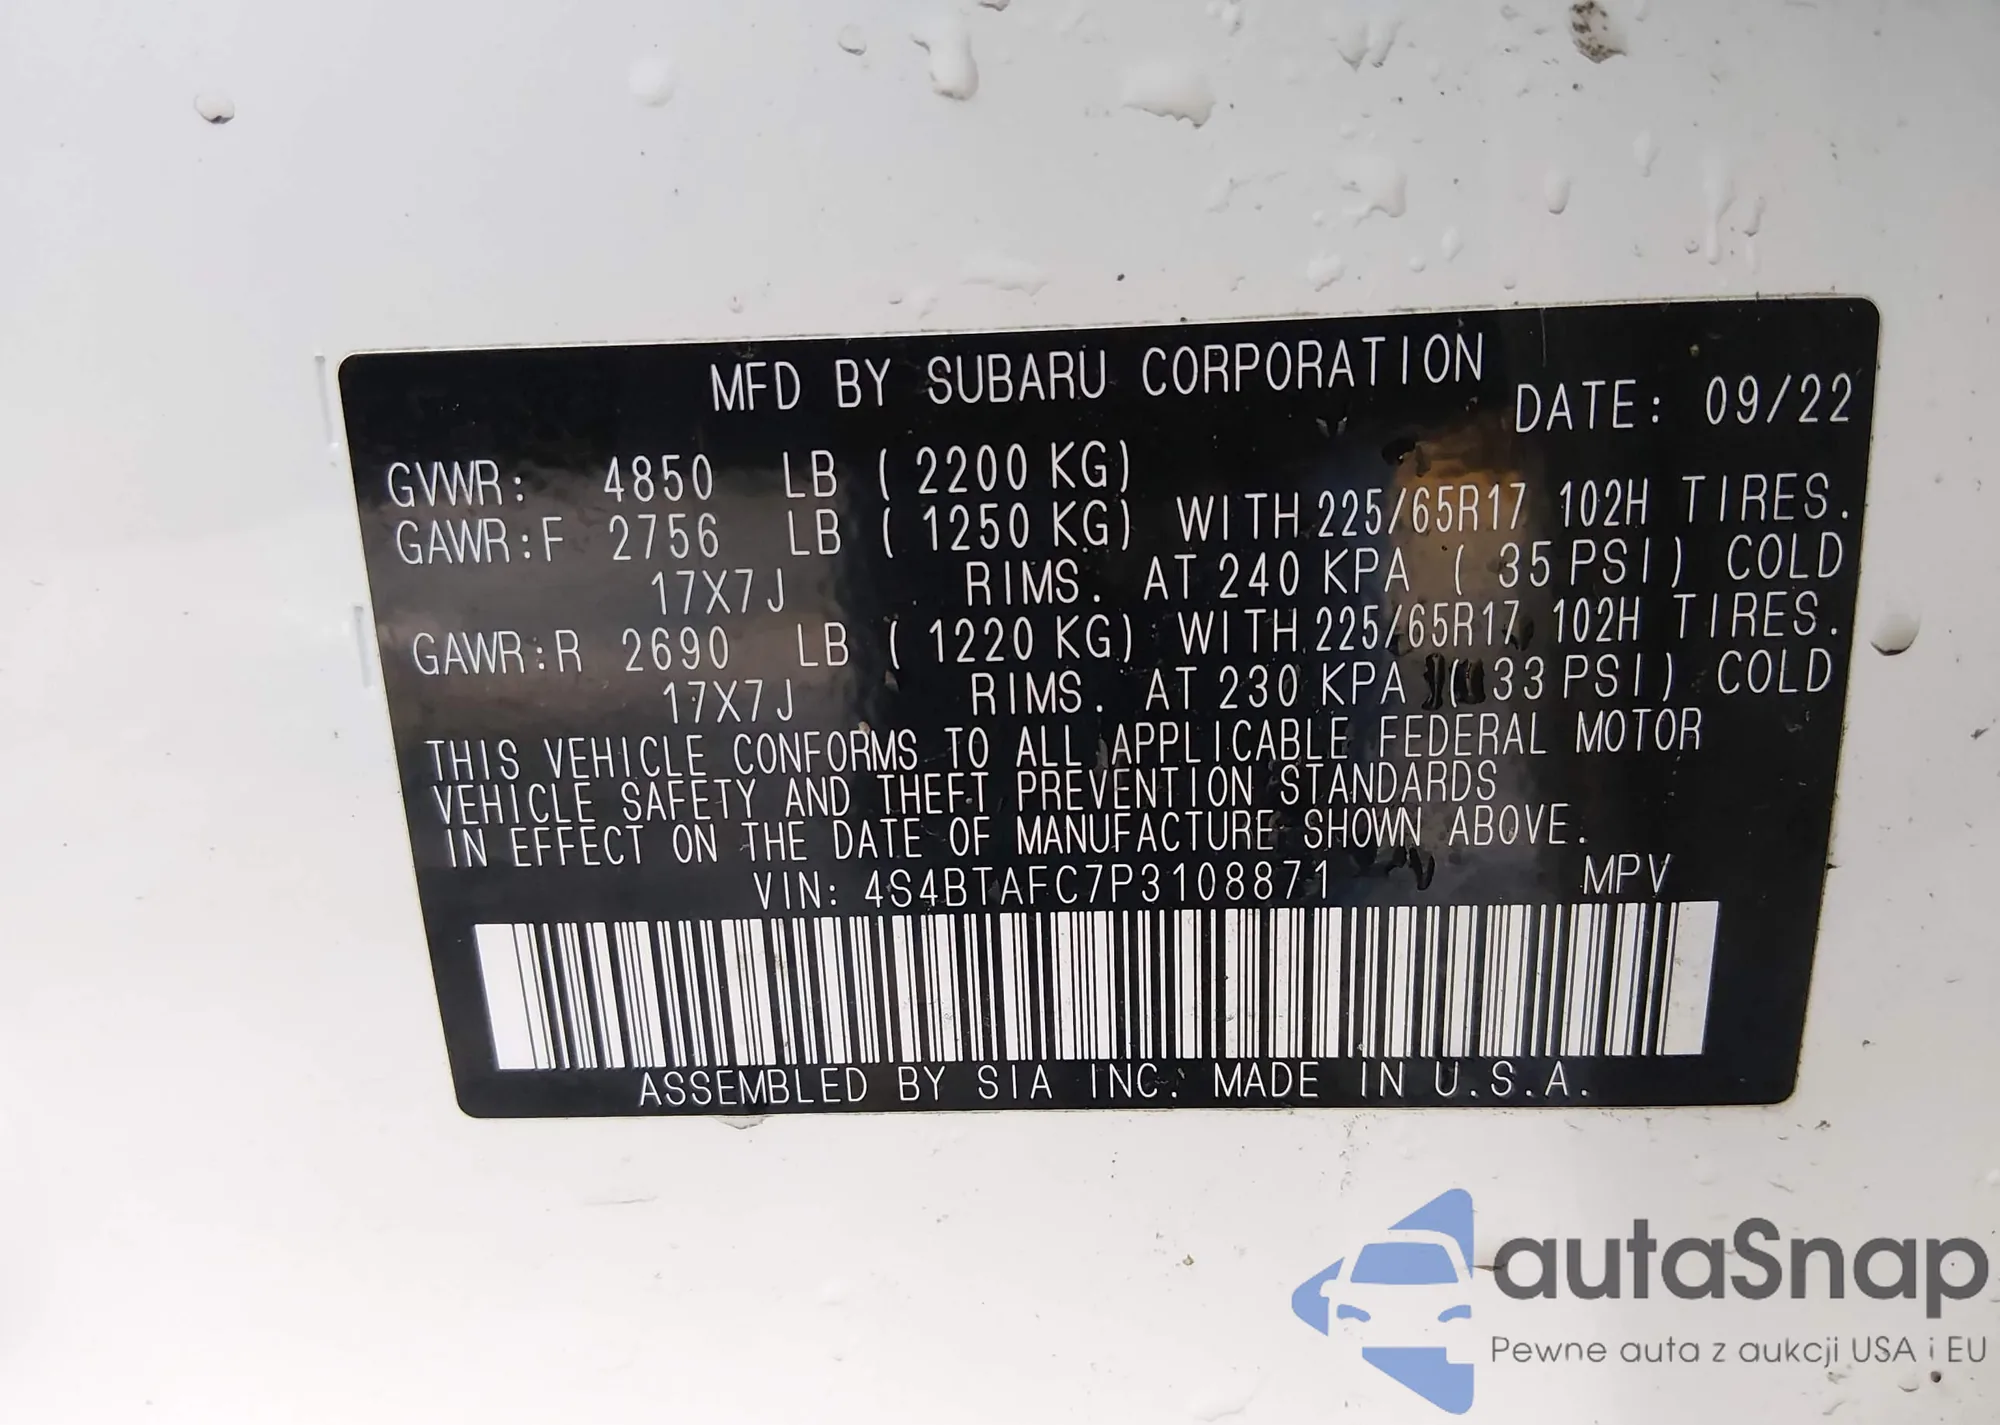 MFD BY SUBARU CORPORATION
DATE: 09/22
GVWR: 4850 LB ( 2200 KG)
GAWR:F 2756 LB ( 1250 KG) WITH 225/65R17 102H TIRES.
17X7J RIMS. AT 240 KPA ( 35 PSI) COLD
GAWR:R 2690 LB ( 1220 KG) WITH 225/65R17 102H TIRES.
17X7J RIMS. AT 230 KPA ( 33 PSI) COLD
THIS VEHICLE CONFORMS TO ALL APPLICABLE FEDERAL MOTOR
VEHICLE SAFETY AND THEFT PREVENTION STANDARDS
IN EFFECT ON THE DATE OF MANUFACTURE SHOWN ABOVE.
VIN: 4S4BTAFC7P3108871 MPV
ASSEMBLED BY SIA INC. MADE IN U.S.A.
autaSnap
Pewne auta z aukcji USA i EU